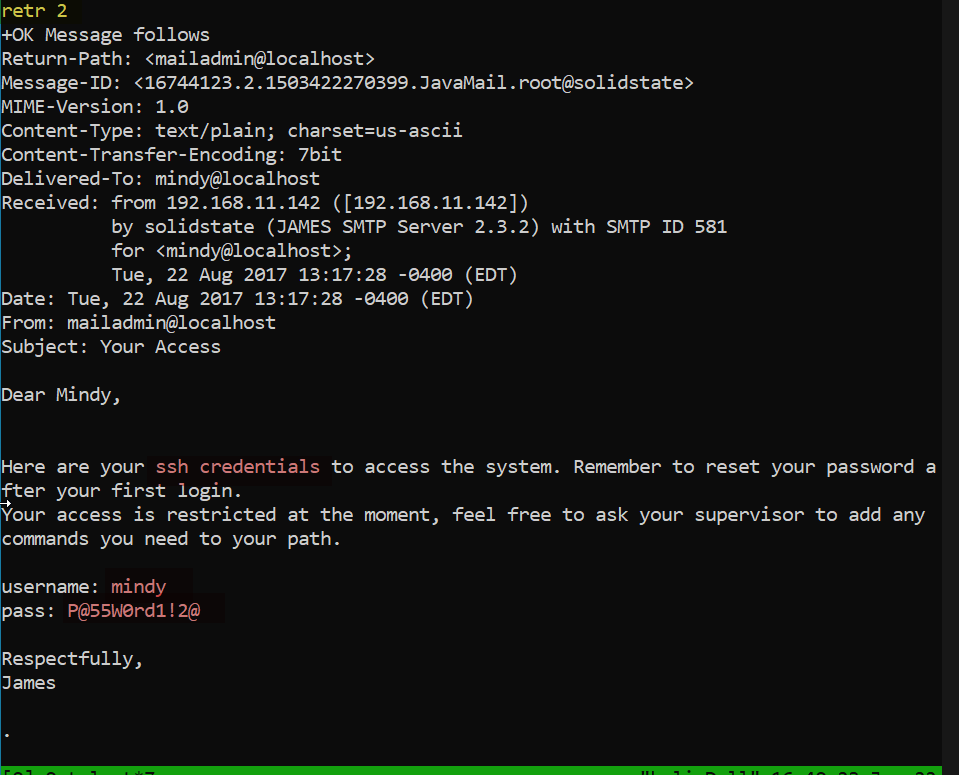 retr 2
+OK Message follows
Return-Path: <mailadmin@localhost>
Message-ID: <16744123.2.1503422270399.JavaMail.root@solidstate>
MIME-Version: 1.0
Content-Type: text/plain; charset=us-ascii
Content-Transfer-Encoding: 7bit
Delivered-To: mindy@localhost
Received: from 192.168.11.142 ([192.168.11.142])
by solidstate (JAMES SMTP Server 2.3.2) with SMTP ID 581
for <mindy@localhost>;
Tue, 22 Aug 2017 13:17:28 -0400 (EDT)
Date: Tue, 22 Aug 2017 13:17:28 -0400 (EDT)
From: mailadmin@localhost
Subject: Your Access
Dear Mindy,
Here are your ssh credentials to access the system. Remember to reset your password a
fter your first login.
Your access is restricted at the moment, feel free to ask your supervisor to add any
commands you need to your path.
username: mindy
pass: P@55W0rd1!2@
Respectfully,
James
.